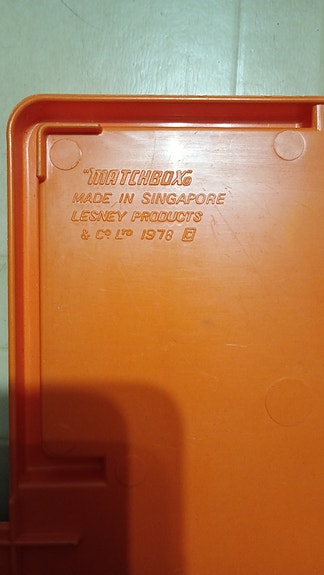 "MATCHBOX"®
MADE IN SINGAPORE
LESNEY PRODUCTS
& Cº. Lᵀᴰ 1978